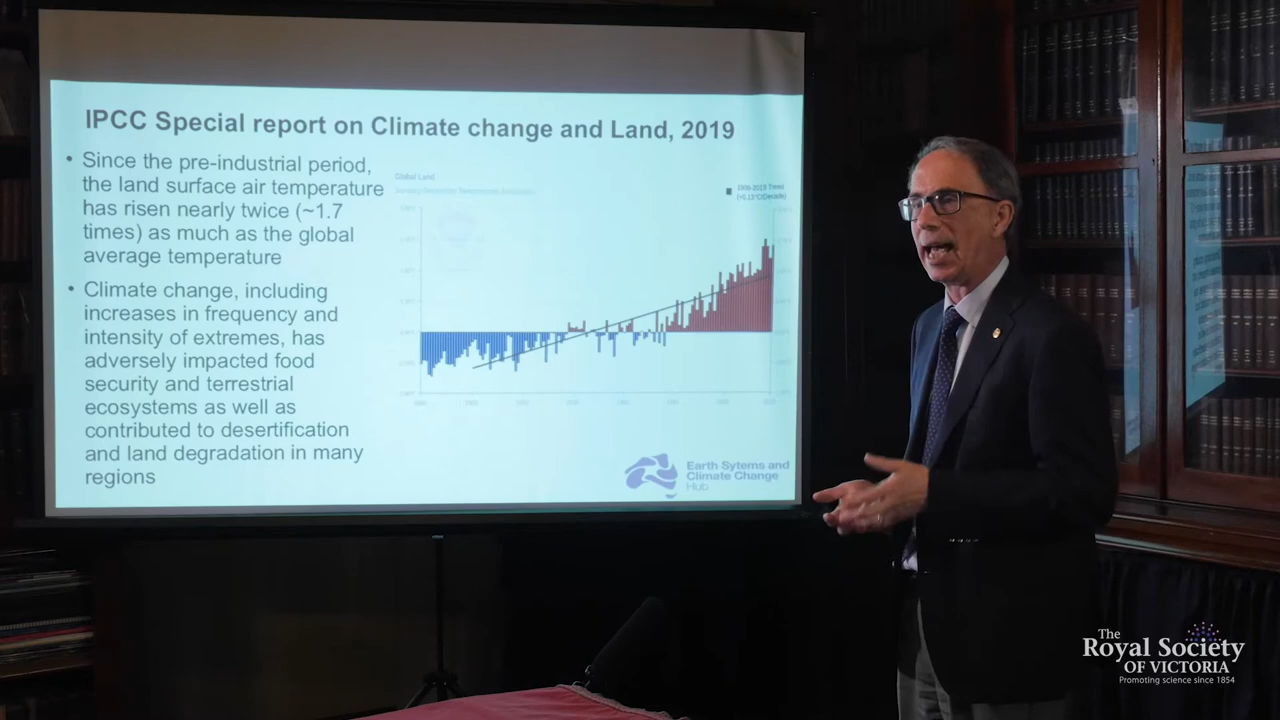 IPCC Special report on Climate change and Land, 2019
• Since the pre-industrial period,
the land surface air temperature
has risen nearly twice (~1.7
times) as much as the global
average temperature
• Climate change, including
increases in frequency and
intensity of extremes, has
adversely impacted food
security and terrestrial
ecosystems as well as
contributed to desertification
and land degradation in many
regions
Global Land
Earth Sytems and
Climate Change
Hub
The
Royal Society
OF VICTORIA
Promoting science since 1854